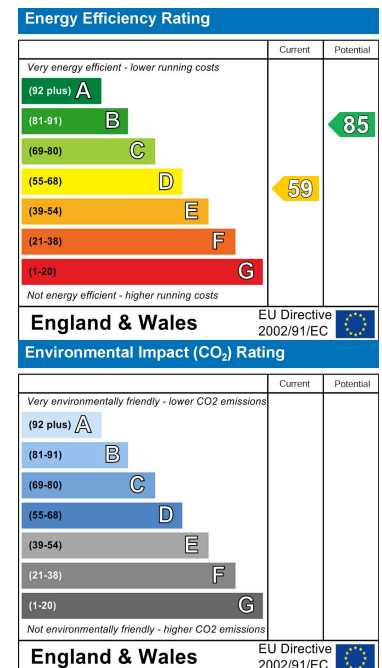 Energy Efficiency Rating
Current Potential
Very energy efficient - lower running costs
(92 plus) A
(81-91) B
85
(69-80) C
(55-68) D
59
(39-54) E
(21-38) F
(1-20) G
Not energy efficient - higher running costs
England & Wales
EU Directive
2002/91/EC
Environmental Impact (CO₂) Rating
Current Potential
Very environmentally friendly - lower CO2 emissions
(92 plus) A
(81-91) B
(69-80) C
(55-68) D
(39-54) E
(21-38) F
(1-20) G
Not environmentally friendly - higher CO2 emissions
England & Wales
EU Directive
2002/91/EC